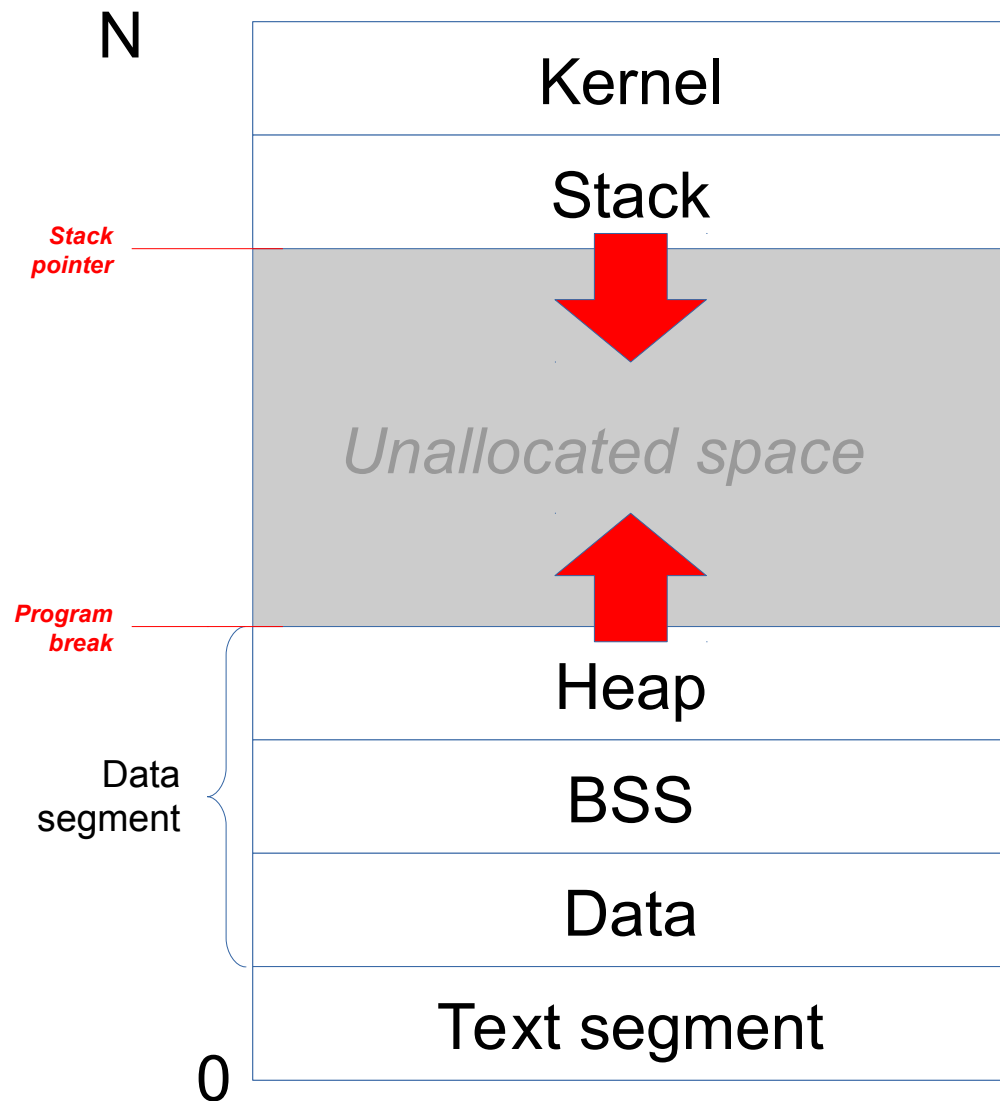 N
Kernel
Stack
Stack
pointer
Unallocated space
Program
break
Heap
Data
segment
BSS
Data
Text segment
0